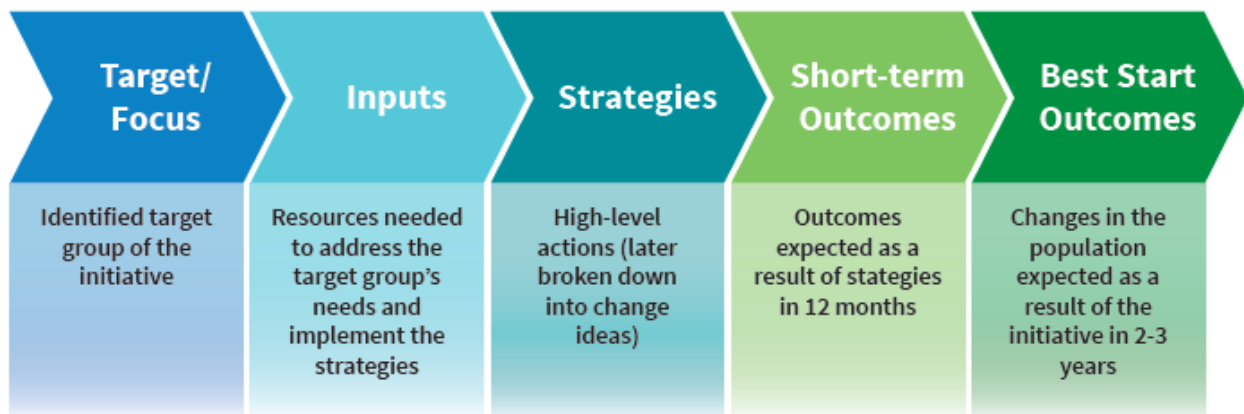 Target/
Focus
Inputs
Strategies
Short-term
Outcomes
Best Start
Outcomes
Identified target
group of the
initiative
Resources needed
to address the
target group's
needs and
implement the
strategies
High-level
actions (later
broken down
into change
ideas)
Outcomes
expected as a
result of stategies
in 12 months
Changes in the
population
expected as a
result of the
initiative in 2-3
years